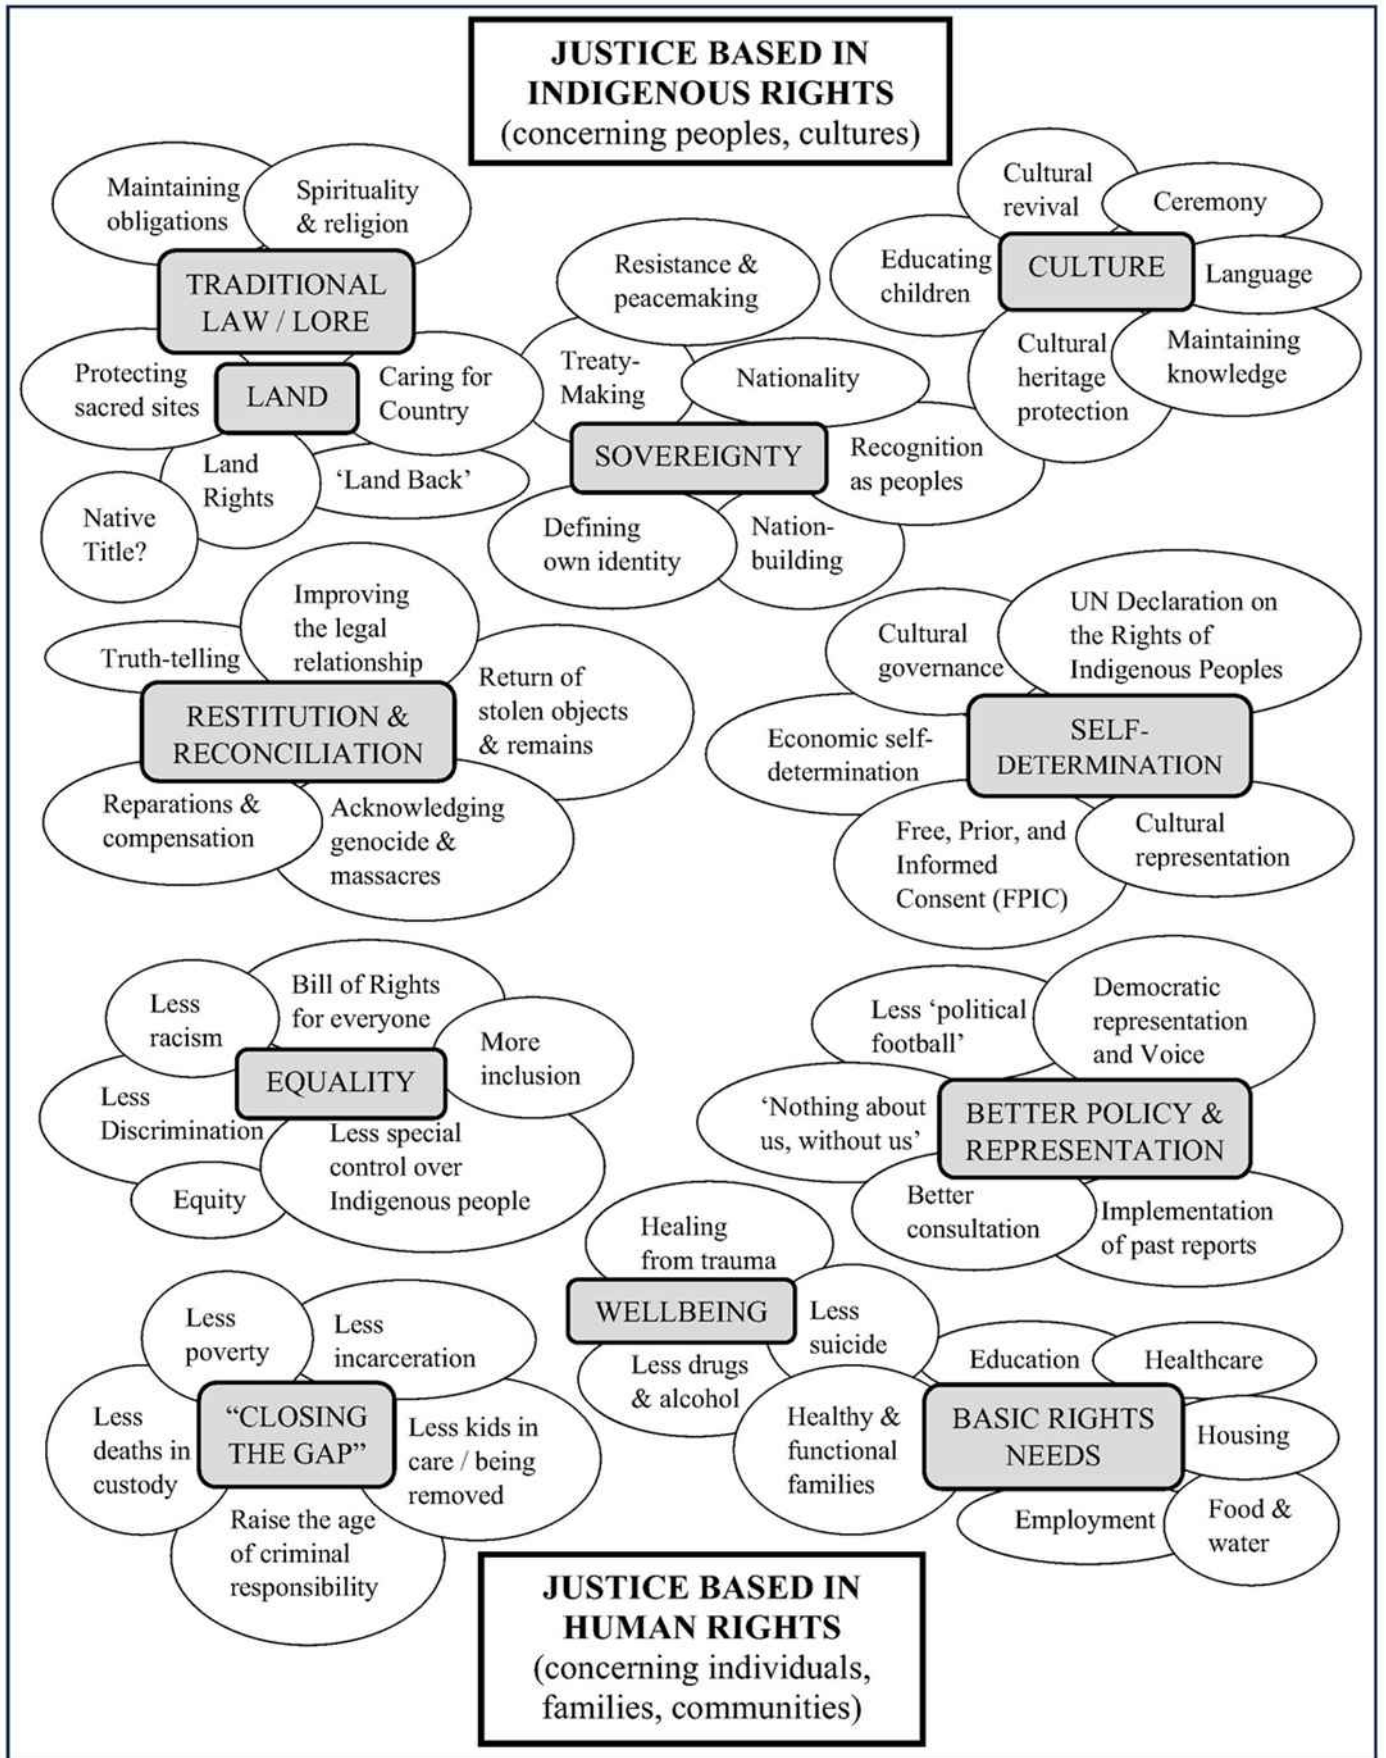 JUSTICE BASED IN
INDIGENOUS RIGHTS
(concerning peoples, cultures)
Maintaining
obligations
Spirituality
& religion
TRADITIONAL
LAW / LORE
Protecting
sacred sites
LAND
Caring for
Country
Land
Rights
‘Land Back’
Native
Title?
Resistance &
peacemaking
Treaty-
Making
Nationality
SOVEREIGNTY
Recognition
as peoples
Defining
own identity
Nation-
building
Cultural
revival
Ceremony
Educating
children
CULTURE
Language
Cultural
heritage
protection
Maintaining
knowledge
Improving
the legal
relationship
Truth-telling
RESTITUTION &
RECONCILIATION
Return of
stolen objects
& remains
Reparations &
compensation
Acknowledging
genocide &
massacres
Cultural
governance
UN Declaration on
the Rights of
Indigenous Peoples
Economic self-
determination
SELF-
DETERMINATION
Free, Prior, and
Informed
Consent (FPIC)
Cultural
representation
Less
racism
Bill of Rights
for everyone
More
inclusion
EQUALITY
Less
Discrimination
Less special
control over
Indigenous people
Equity
Less ‘political
football’
Democratic
representation
and Voice
‘Nothing about
us, without us’
BETTER POLICY &
REPRESENTATION
Better
consultation
Implementation
of past reports
Healing
from trauma
WELLBEING
Less
suicide
Less drugs
& alcohol
Healthy &
functional
families
Less
poverty
Less
incarceration
Less
deaths in
custody
“CLOSING
THE GAP”
Less kids in
care / being
removed
Raise the age
of criminal
responsibility
Education
Healthcare
BASIC RIGHTS
NEEDS
Housing
Employment
Food &
water
JUSTICE BASED IN
HUMAN RIGHTS
(concerning individuals,
families, communities)